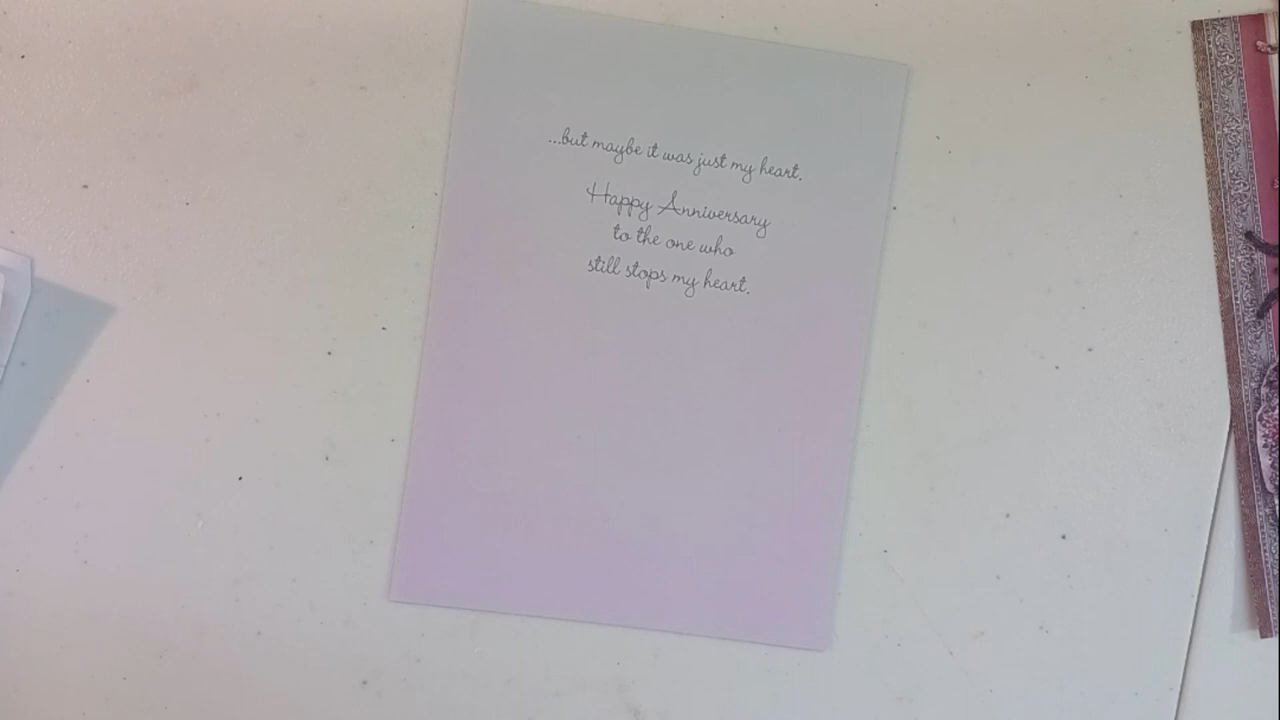 ...but maybe it was just my heart.
Happy Anniversary
to the one who
still stops my heart.